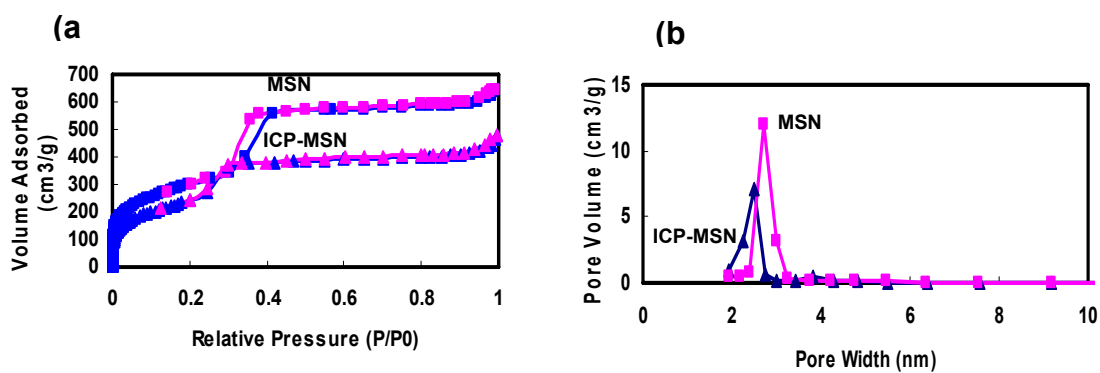 (a
700
600
500
400
300
200
100
0
Volume Adsorbed
(cm3/g)
MSN
ICP-MSN
0
0.2
0.4
0.6
0.8
1
Relative Pressure (P/P0)
(b
15
10
5
0
Pore Volume (cm3/g)
MSN
ICP-MSN
0
2
4
6
8
10
Pore Width (nm)